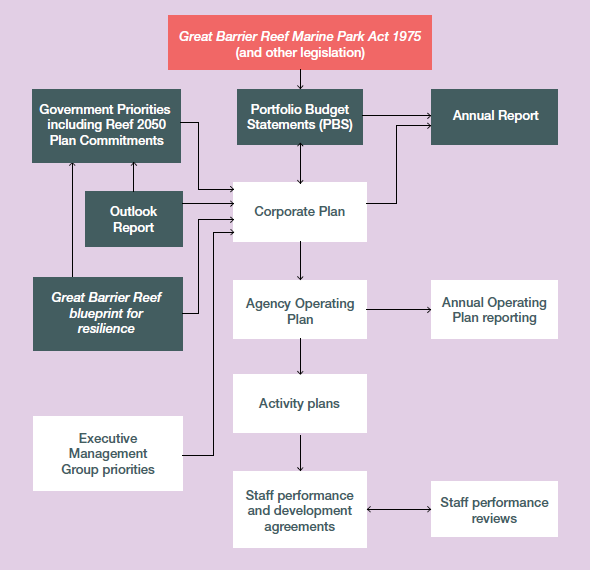 Great Barrier Reef Marine Park Act 1975
(and other legislation)
Government Priorities
including Reef 2050
Plan Commitments
Portfolio Budget
Statements (PBS)
Annual Report
Outlook
Report
Corporate Plan
Great Barrier Reef
blueprint for
resilience
Agency Operating
Plan
Annual Operating
Plan reporting
Activity plans
Executive
Management
Group priorities
Staff performance
and development
agreements
Staff performance
reviews